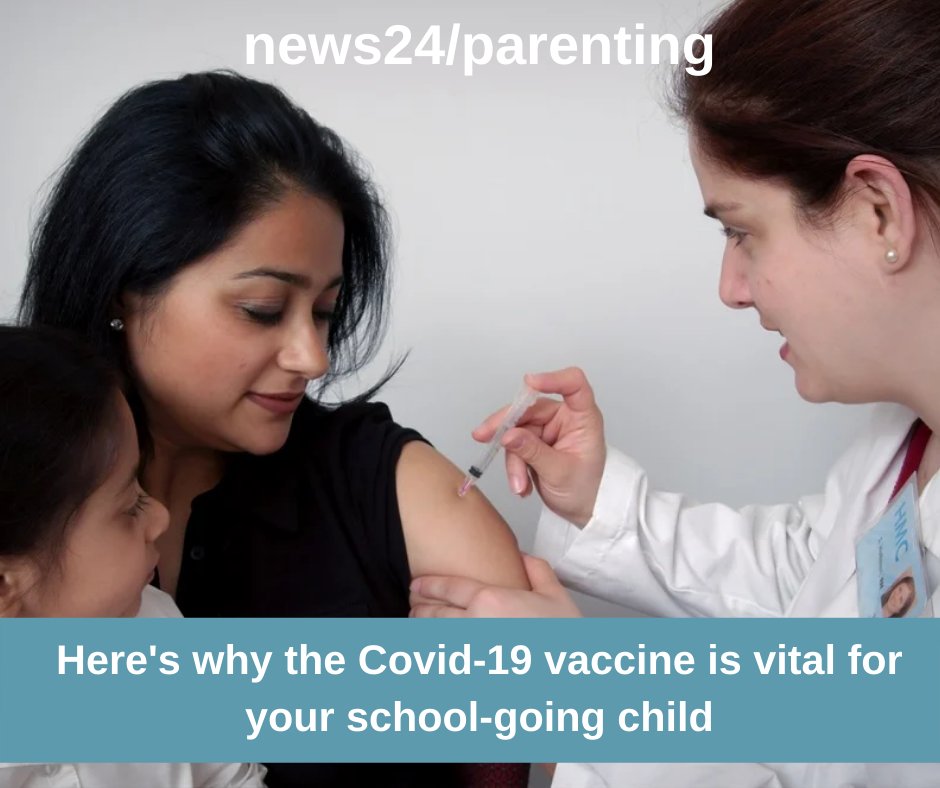 news24/parenting
HMC
Here's why the Covid-19 vaccine is vital for
your school-going child